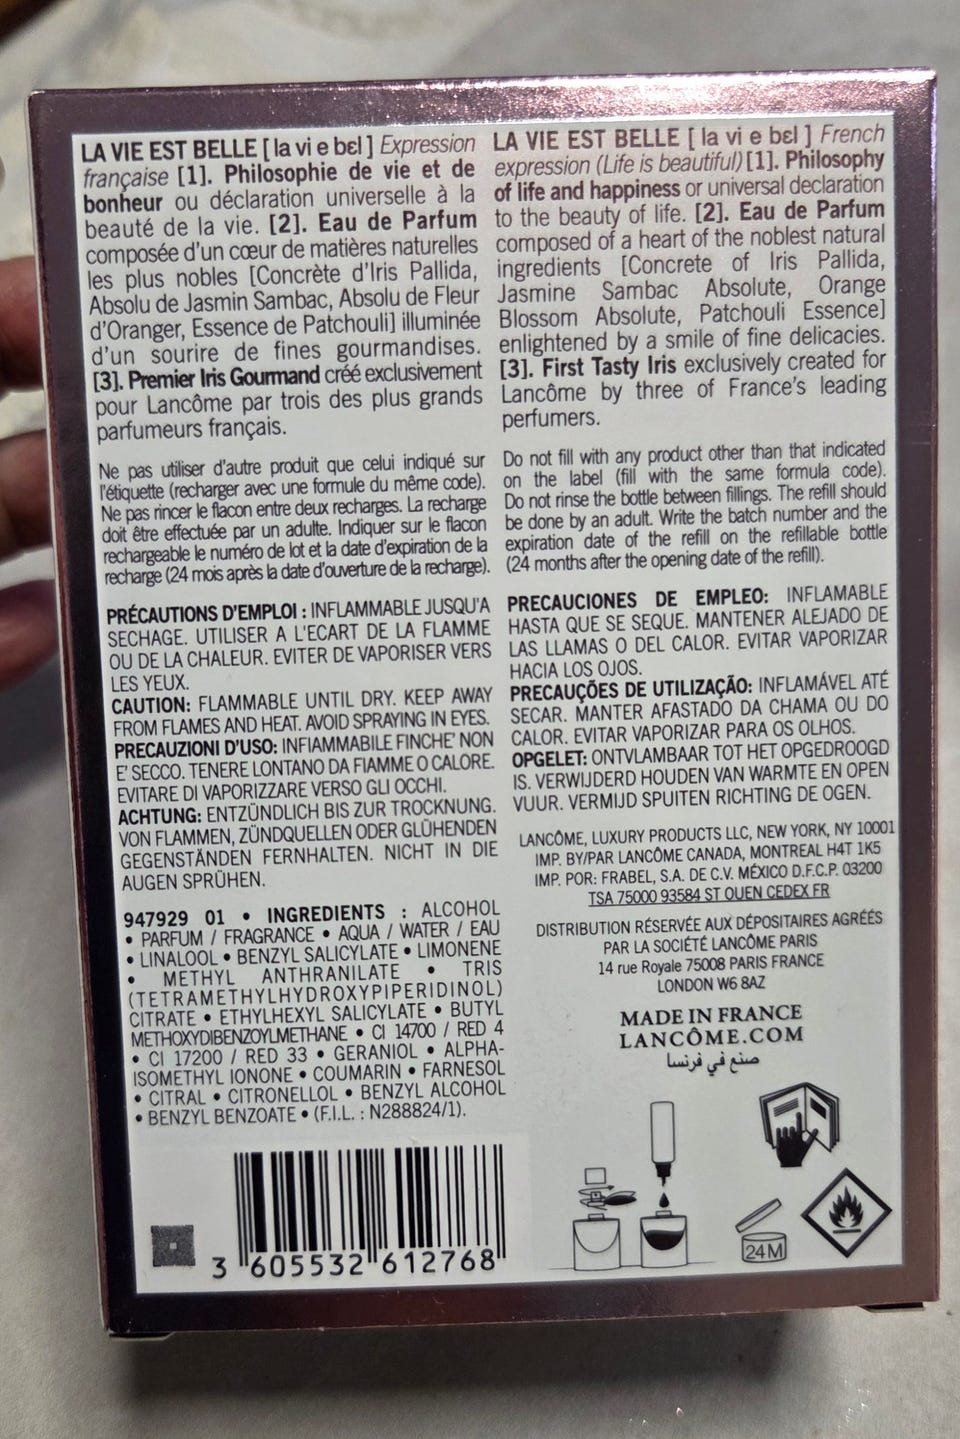 LA VIE EST BELLE [ la vi e bɛl ] Expression
française [1]. Philosophie de vie et de
bonheur ou déclaration universelle à la
beauté de la vie. [2]. Eau de Parfum
composée d'un cœur de matières naturelles
les plus nobles [Concrète d'Iris Pallida,
Absolu de Jasmin Sambac, Absolu de Fleur
d'Oranger, Essence de Patchouli] illuminée
d'un sourire de fines gourmandises.
[3]. Premier Iris Gourmand créé exclusivement
pour Lancôme par trois des plus grands
parfumeurs français.
Ne pas utiliser d'autre produit que celui indiqué sur
l'étiquette (recharger avec une formule du même code).
Ne pas rincer le flacon entre deux recharges. La recharge
doit être effectuée par un adulte. Indiquer sur le flacon
rechargeable le numéro de lot et la date d'expiration de la
recharge (24 mois après la date d'ouverture de la recharge).
PRÉCAUTIONS D'EMPLOI : INFLAMMABLE JUSQU'A
SECHAGE. UTILISER A L'ECART DE LA FLAMME
OU DE LA CHALEUR. EVITER DE VAPORISER VERS
LES YEUX.
CAUTION: FLAMMABLE UNTIL DRY. KEEP AWAY
FROM FLAMES AND HEAT. AVOID SPRAYING IN EYES.
PRECAUZIONI D'USO: INFIAMMABILE FINCHE' NON
E' SECCO. TENERE LONTANO DA FIAMME O CALORE.
EVITARE DI VAPORIZZARE VERSO GLI OCCHI.
ACHTUNG: ENTZÜNDLICH BIS ZUR TROCKNUNG.
VON FLAMMEN, ZÜNDQUELLEN ODER GLÜHENDEN
GEGENSTÄNDEN FERNHALTEN. NICHT IN DIE
AUGEN SPRÜHEN.
947929 01 • INGREDIENTS : ALCOHOL
• PARFUM / FRAGRANCE • AQUA / WATER / EAU
• LINALOOL • BENZYL SALICYLATE • LIMONENE
• METHYL ANTHRANILATE • TRIS
(TETRAMETHYLHYDROXYPIPERIDINOL)
CITRATE • ETHYLHEXYL SALICYLATE • BUTYL
METHOXYDIBENZOYLMETHANE • CI 14700 / RED 4
• CI 17200 / RED 33 • GERANIOL • ALPHA-
ISOMETHYL IONONE • COUMARIN • FARNESOL
• CITRAL • CITRONELLOL • BENZYL ALCOHOL
• BENZYL BENZOATE • (F.I.L. : N288824/1).
3 605532 612768
LA VIE EST BELLE [ la vi e bɛl ] French
expression (Life is beautiful) [1]. Philosophy
of life and happiness or universal declaration
to the beauty of life. [2]. Eau de Parfum
composed of a heart of the noblest natural
ingredients [Concrete of Iris Pallida,
Jasmine Sambac Absolute, Orange
Blossom Absolute, Patchouli Essence]
enlightened by a smile of fine delicacies.
[3]. First Tasty Iris exclusively created for
Lancôme by three of France's leading
perfumers.
Do not fill with any product other than that indicated
on the label (fill with the same formula code).
Do not rinse the bottle between fillings. The refill should
be done by an adult. Write the batch number and the
expiration date of the refill on the refillable bottle
(24 months after the opening date of the refill).
PRECAUCIONES DE EMPLEO: INFLAMABLE
HASTA QUE SE SEQUE. MANTENER ALEJADO DE
LAS LLAMAS O DEL CALOR. EVITAR VAPORIZAR
HACIA LOS OJOS.
PRECAUÇÕES DE UTILIZAÇÃO: INFLAMÁVEL ATÉ
SECAR. MANTER AFASTADO DA CHAMA OU DO
CALOR. EVITAR VAPORIZAR PARA OS OLHOS.
OPGELET: ONTVLAMBAAR TOT HET OPGEDROOGD
IS. VERWIJDERD HOUDEN VAN WARMTE EN OPEN
VUUR. VERMIJD SPUITEN RICHTING DE OGEN.
LANCÔME, LUXURY PRODUCTS LLC, NEW YORK, NY 10001
IMP. BY/PAR LANCÔME CANADA, MONTREAL H4T 1K5
IMP. POR: FRABEL, S.A. DE C.V. MÉXICO D.F.C.P. 03200
TSA 75000 93584 ST OUEN CEDEX FR
DISTRIBUTION RÉSERVÉE AUX DÉPOSITAIRES AGRÉÉS
PAR LA SOCIÉTÉ LANCÔME PARIS
14 rue Royale 75008 PARIS FRANCE
LONDON W6 8AZ
MADE IN FRANCE
LANCÔME.COM
صنع في فرنسا
24M